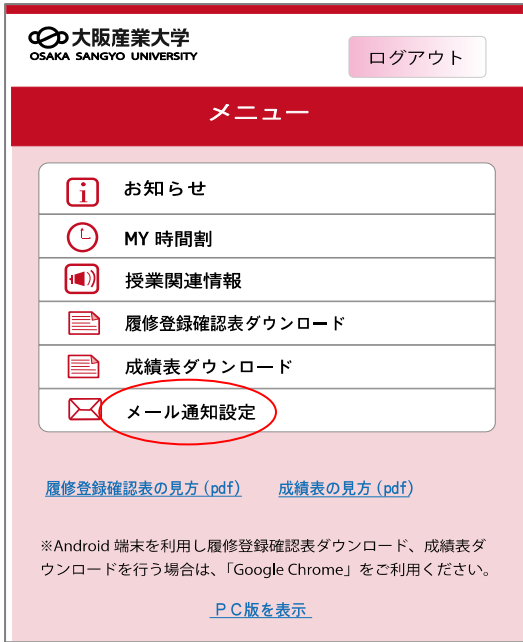 大阪産業大学
OSAKA SANGYO UNIVERSITY
ログアウト
メニュー
i お知らせ
MY 時間割
授業関連情報
履修登録確認表ダウンロード
成績表ダウンロード
メール通知設定
履修登録確認表の見方(pdf) 成績表の見方(pdf)
※Android 端末を利用し履修登録確認表ダウンロード、成績表ダ
ウンロードを行う場合は、「Google Chrome」をご利用ください。
PC版を表示